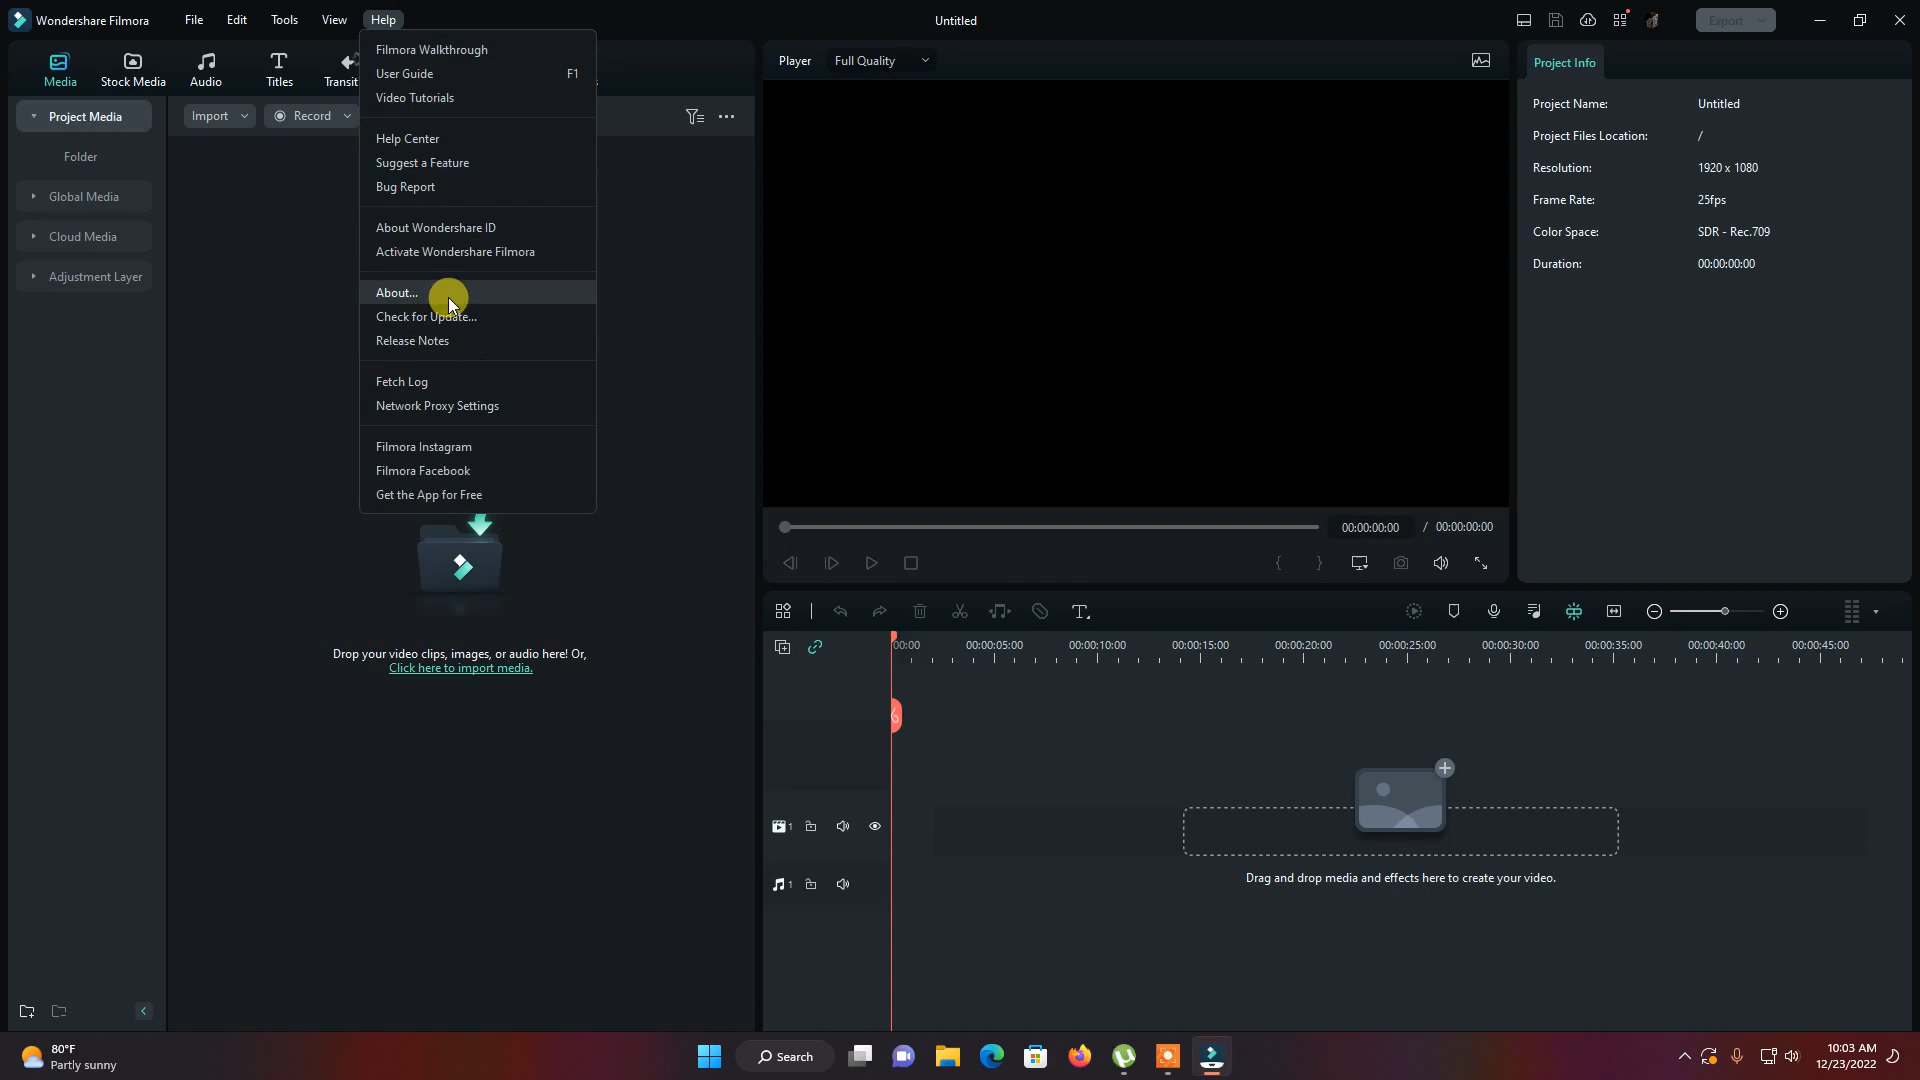 Wondershare Filmora
File
Edit
Tools
View
Help
Untitled
Export
Media
Stock Media
Audio
Titles
Transit
Filmora Walkthrough
User Guide F1
Video Tutorials
Help Center
Suggest a Feature
Bug Report
About Wondershare ID
Activate Wondershare Filmora
About...
Check for Update...
Release Notes
Fetch Log
Network Proxy Settings
Filmora Instagram
Filmora Facebook
Get the App for Free
Project Media
Folder
Global Media
Cloud Media
Adjustment Layer
Import
Record
Drop your video clips, images, or audio here! Or,
Click here to import media.
Player
Full Quality
00:00:00:00 / 00:00:00:00
Project Info
Project Name: Untitled
Project Files Location: /
Resolution: 1920 x 1080
Frame Rate: 25fps
Color Space: SDR - Rec.709
Duration: 00:00:00:00
00:00 00:00:05:00 00:00:10:00 00:00:15:00 00:00:20:00 00:00:25:00 00:00:30:00 00:00:35:00 00:00:40:00 00:00:45:00
1
1
Drag and drop media and effects here to create your video.
80°F
Partly sunny
Search
10:03 AM
12/23/2022